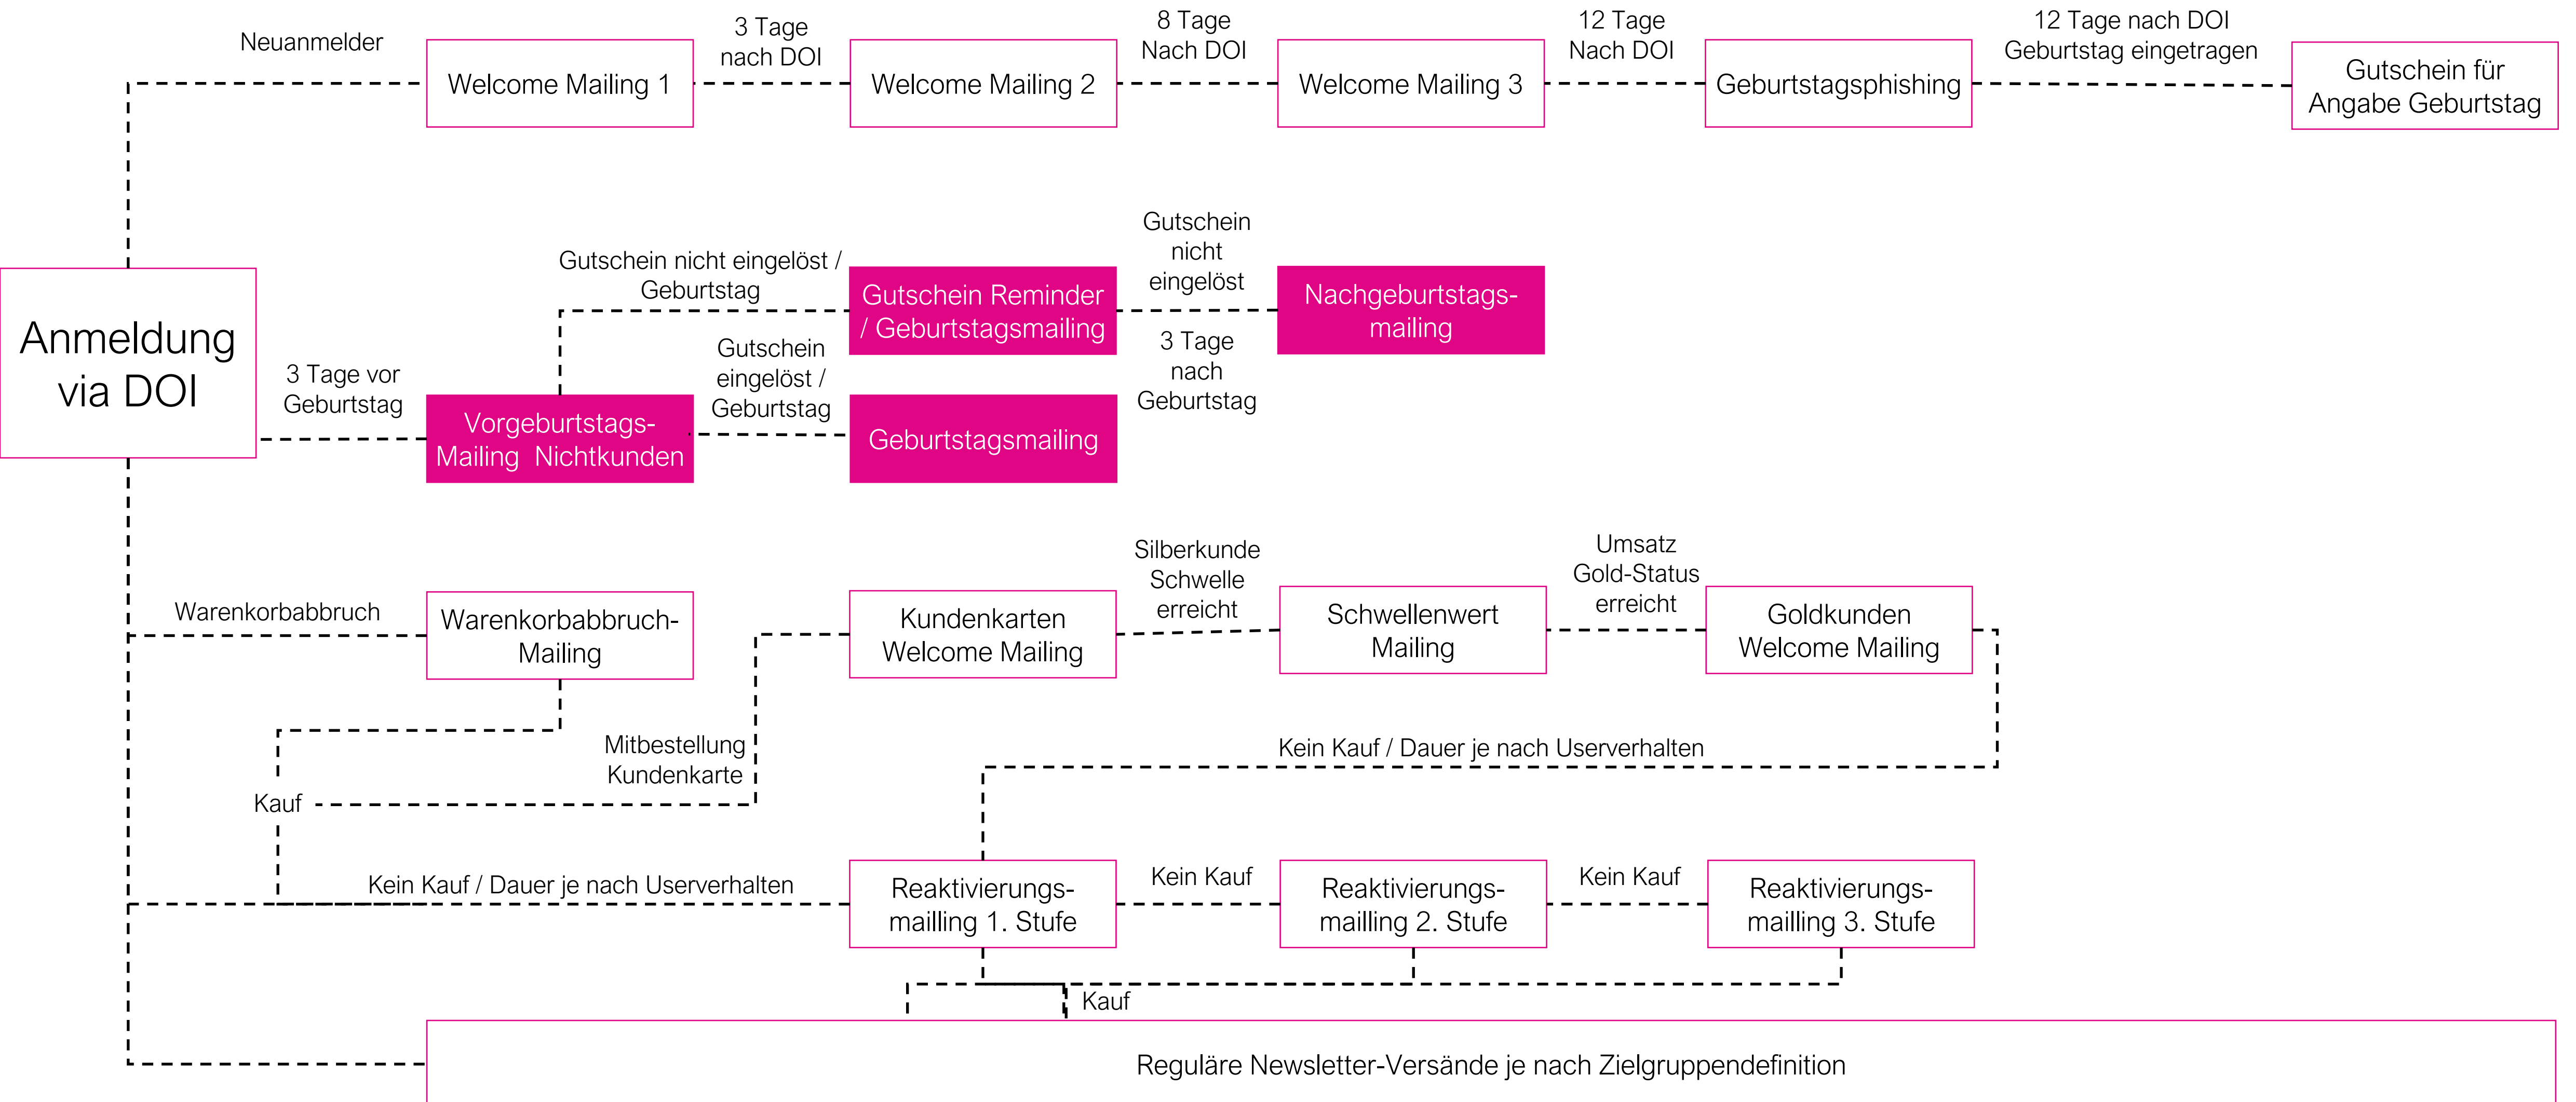 Neuanmelder
Welcome Mailing 1
3 Tage
nach DOI
Welcome Mailing 2
8 Tage
Nach DOI
Welcome Mailing 3
12 Tage
Nach DOI
Geburtstagsphishing
12 Tage nach DOI
Geburtstag eingetragen
Gutschein für
Angabe Geburtstag
Anmeldung
via DOI
3 Tage vor
Geburtstag
Vorgeburtstags-
Mailing Nichtkunden
Gutschein nicht eingelöst /
Geburtstag
Gutschein Reminder
/ Geburtstagsmailing
Gutschein
nicht
eingelöst
3 Tage
nach
Geburtstag
Nachgeburtstags-
mailing
Gutschein
eingelöst /
Geburtstag
Geburtstagsmailing
Warenkorbabbruch
Warenkorbabbruch-
Mailing
Kauf
Mitbestellung
Kundenkarte
Kundenkarten
Welcome Mailing
Silberkunde
Schwelle
erreicht
Schwellenwert
Mailing
Umsatz
Gold-Status
erreicht
Goldkunden
Welcome Mailing
Kein Kauf / Dauer je nach Userverhalten
Kein Kauf / Dauer je nach Userverhalten
Reaktivierungs-
mailling 1. Stufe
Kein Kauf
Reaktivierungs-
mailling 2. Stufe
Kein Kauf
Reaktivierungs-
mailling 3. Stufe
Kauf
Reguläre Newsletter-Versände je nach Zielgruppendefinition